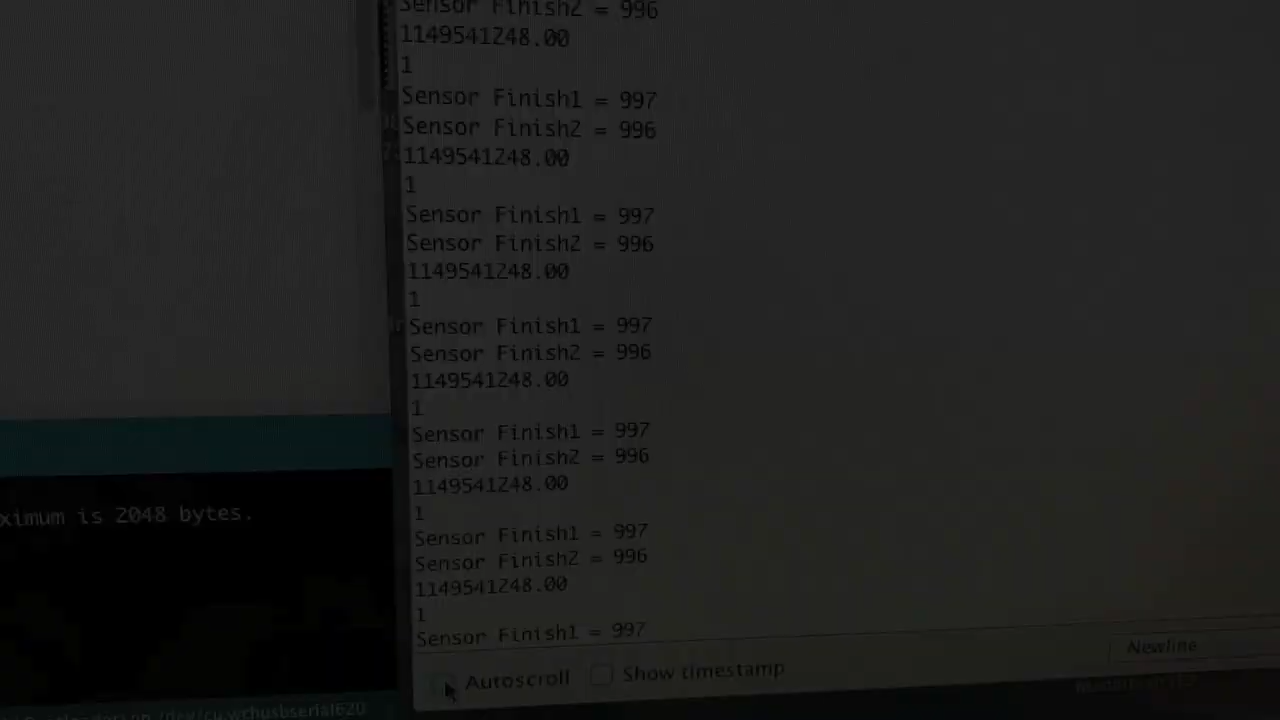 Sensor Finish2 = 996
1149541248.00
1
Sensor Finish1 = 997
Sensor Finish2 = 996
1149541248.00
1
Sensor Finish1 = 997
Sensor Finish2 = 996
1149541248.00
1
Sensor Finish1 = 997
Sensor Finish2 = 996
1149541248.00
1
Sensor Finish1 = 997
Sensor Finish2 = 996
1149541248.00
1
Sensor Finish1 = 997
Sensor Finish2 = 996
1149541248.00
1
Sensor Finish1 = 997
Autoscroll Show timestamp Newline
ximum is 2048 bytes.
/dev/cu.wchusbserial620